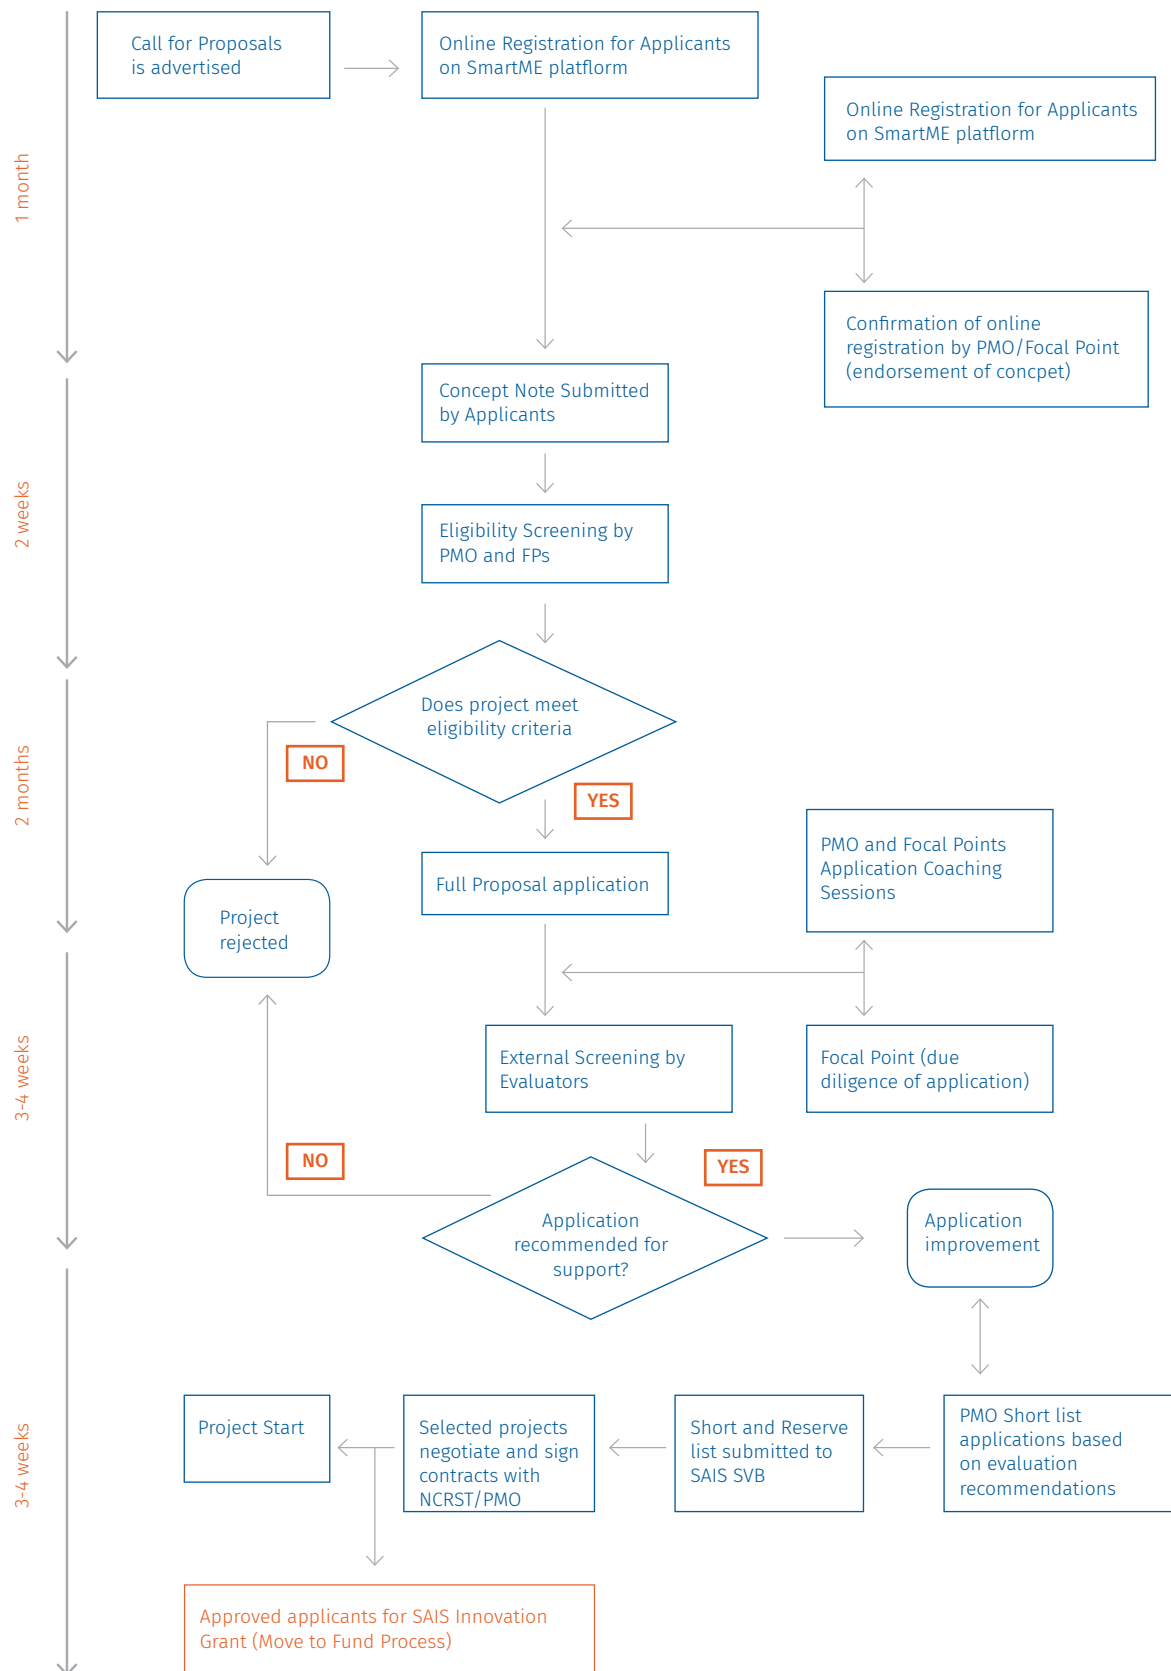 Call for Proposals
is advertised
Online Registration for Applicants
on SmartME platflorm
Online Registration for Applicants
on SmartME platflorm
1 month
Confirmation of online
registration by PMO/Focal Point
(endorsement of concpet)
Concept Note Submitted
by Applicants
2 weeks
Eligibility Screening by
PMO and FPs
Does project meet
eligibility criteria
NO
YES
2 months
PMO and Focal Points
Application Coaching
Sessions
Full Proposal application
Project
rejected
External Screening by
Evaluators
Focal Point (due
diligence of application)
3-4 weeks
NO
YES
Application
recommended for
support?
Application
improvement
Project Start
Selected projects
negotiate and sign
contracts with
NCRST/PMO
Short and Reserve
list submitted to
SAIS SVB
PMO Short list
applications based
on evaluation
recommendations
3-4 weeks
Approved applicants for SAIS Innovation
Grant (Move to Fund Process)